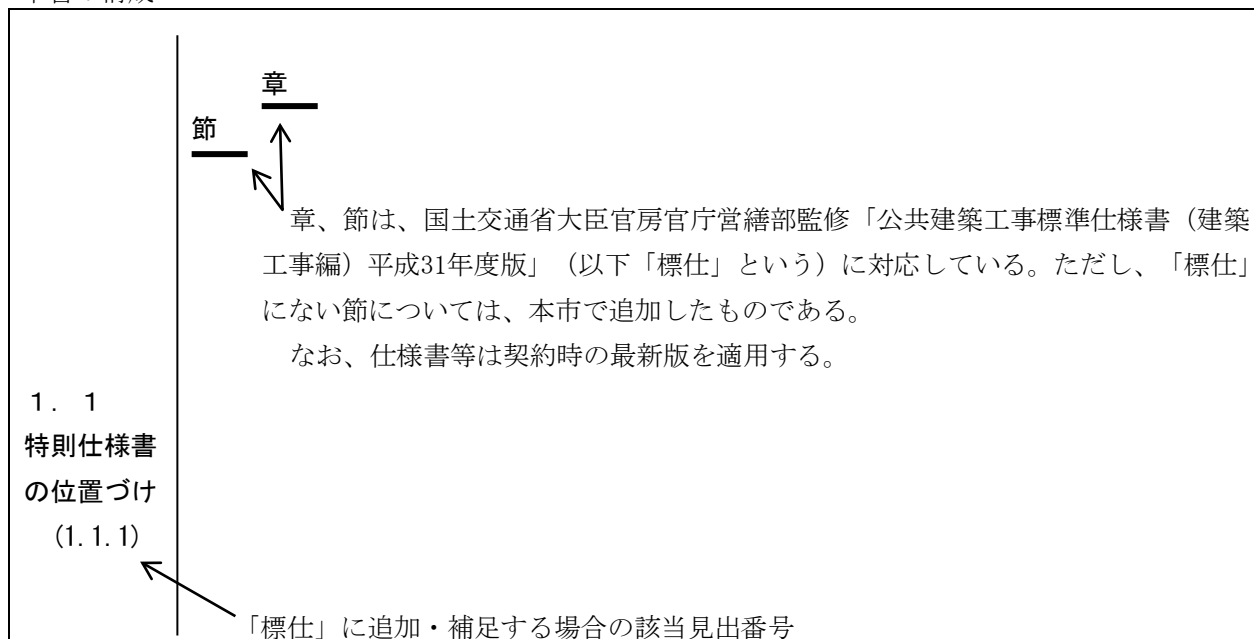 章
節
章、節は、国土交通省大臣官房官庁営繕部監修「公共建築工事標準仕様書（建築
工事編）平成31年度版」（以下「標仕」という）に対応している。ただし、「標仕」
にない節については、本市で追加したものである。
なお、仕様書等は契約時の最新版を適用する。
１．１
特則仕様書
の位置づけ
(1.1.1)
「標仕」に追加・補足する場合の該当見出番号